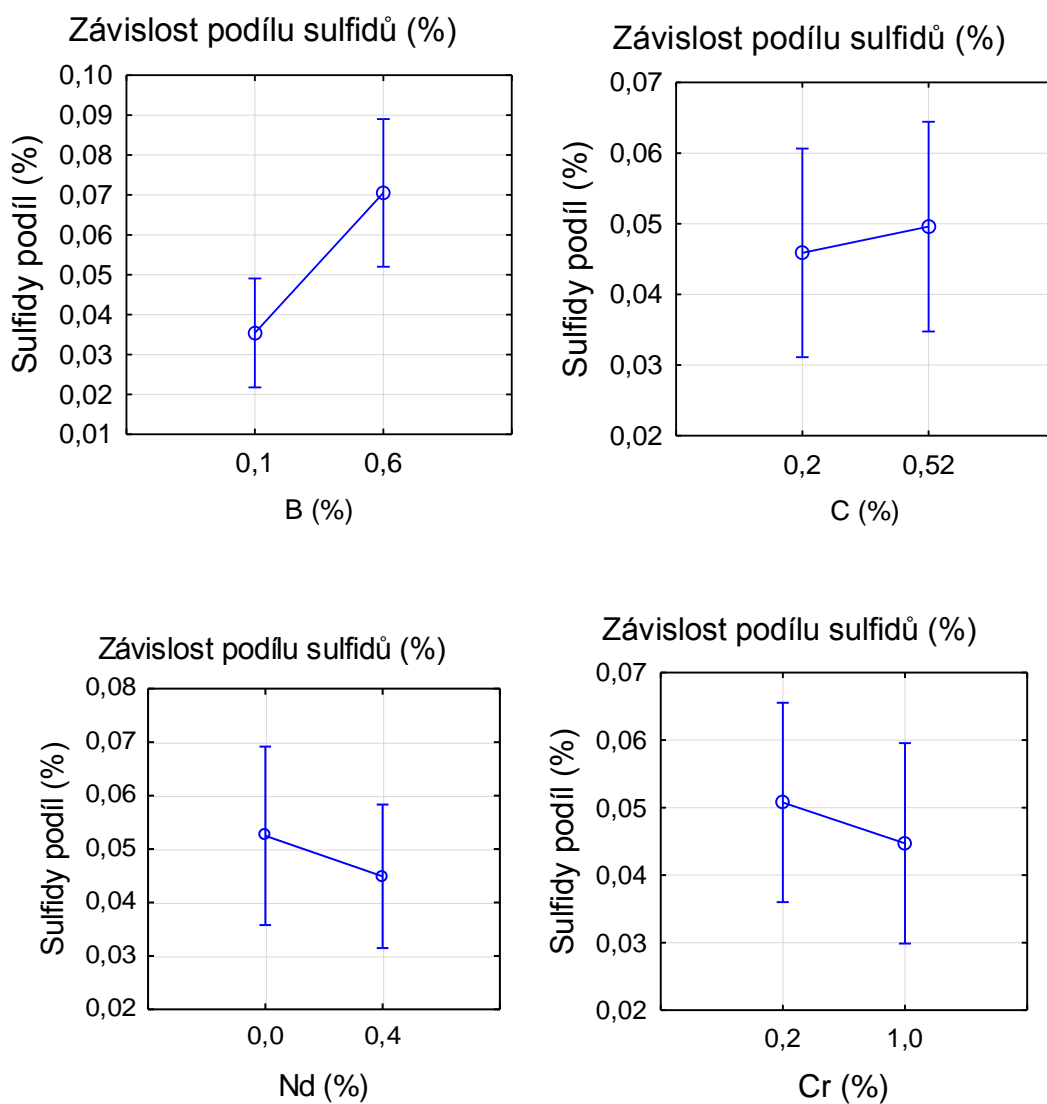 Závislost podílu sulfidů (%)
0,10
0,09
0,08
0,07
0,06
0,05
0,04
0,03
0,02
0,01
Sulfidy podíl (%)
0,1 0,6
B (%)
Závislost podílu sulfidů (%)
0,07
0,06
0,05
0,04
0,03
0,02
Sulfidy podíl (%)
0,2 0,52
C (%)
Závislost podílu sulfidů (%)
0,08
0,07
0,06
0,05
0,04
0,03
0,02
Sulfidy podíl (%)
0,0 0,4
Nd (%)
Závislost podílu sulfidů (%)
0,07
0,06
0,05
0,04
0,03
0,02
Sulfidy podíl (%)
0,2 1,0
Cr (%)